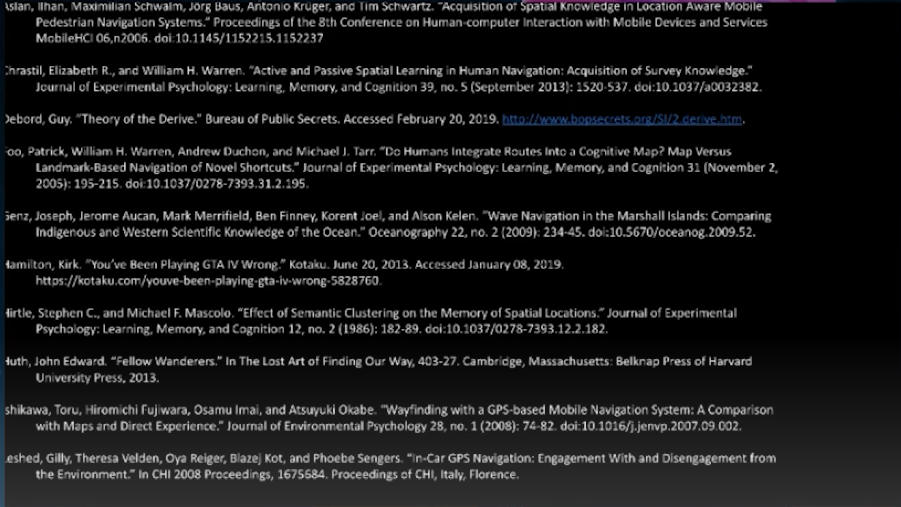 Aslan, Ilhan, Maximilian Schwalm, Jörg Baus, Antonio Krüger, and Tim Schwartz. "Acquisition of Spatial Knowledge in Location Aware Mobile
Pedestrian Navigation Systems." Proceedings of the 8th Conference on Human-computer Interaction with Mobile Devices and Services
MobileHCI 06,n2006. doi:10.1145/1152215.1152237
Chrastil, Elizabeth R., and William H. Warren. "Active and Passive Spatial Learning in Human Navigation: Acquisition of Survey Knowledge."
Journal of Experimental Psychology: Learning, Memory, and Cognition 39, no. 5 (September 2013): 1520-537. doi:10.1037/a0032382.
Debord, Guy. "Theory of the Derive." Bureau of Public Secrets. Accessed February 20, 2019. http://www.bopsecrets.org/SI/2.derive.htm.
Foo, Patrick, William H. Warren, Andrew Duchon, and Michael J. Tarr. "Do Humans Integrate Routes Into a Cognitive Map? Map Versus
Landmark-Based Navigation of Novel Shortcuts." Journal of Experimental Psychology: Learning, Memory, and Cognition 31 (November 2,
2005): 195-215. doi:10.1037/0278-7393.31.2.195.
Genz, Joseph, Jerome Aucan, Mark Merrifield, Ben Finney, Korent Joel, and Alson Kelen. "Wave Navigation in the Marshall Islands: Comparing
Indigenous and Western Scientific Knowledge of the Ocean." Oceanography 22, no. 2 (2009): 234-45. doi:10.5670/oceanog.2009.52.
Hamilton, Kirk. "You've Been Playing GTA IV Wrong." Kotaku. June 20, 2013. Accessed January 08, 2019.
https://kotaku.com/youve-been-playing-gta-iv-wrong-5828760.
Hirtle, Stephen C., and Michael F. Mascolo. "Effect of Semantic Clustering on the Memory of Spatial Locations." Journal of Experimental
Psychology: Learning, Memory, and Cognition 12, no. 2 (1986): 182-89. doi:10.1037/0278-7393.12.2.182.
Huth, John Edward. "Fellow Wanderers." In The Lost Art of Finding Our Way, 403-27. Cambridge, Massachusetts: Belknap Press of Harvard
University Press, 2013.
Ishikawa, Toru, Hiromichi Fujiwara, Osamu Imai, and Atsuyuki Okabe. "Wayfinding with a GPS-based Mobile Navigation System: A Comparison
with Maps and Direct Experience." Journal of Environmental Psychology 28, no. 1 (2008): 74-82. doi:10.1016/j.jenvp.2007.09.002.
Leshed, Gilly, Theresa Velden, Oya Reiger, Blazej Kot, and Phoebe Sengers. "In-Car GPS Navigation: Engagement With and Disengagement from
the Environment." In CHI 2008 Proceedings, 1675684. Proceedings of CHI, Italy, Florence.